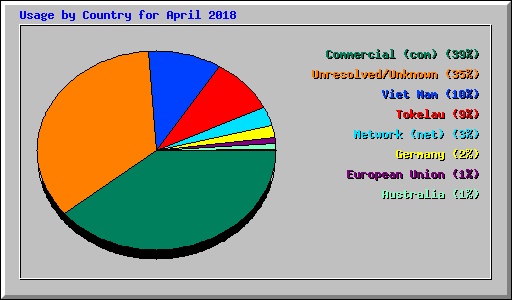 Usage by Country for April 2018
Commercial (com) (39%)
Unresolved/Unknown (35%)
Viet Nam (10%)
Tokelau (9%)
Network (net) (3%)
Germany (2%)
European Union (1%)
Australia (1%)